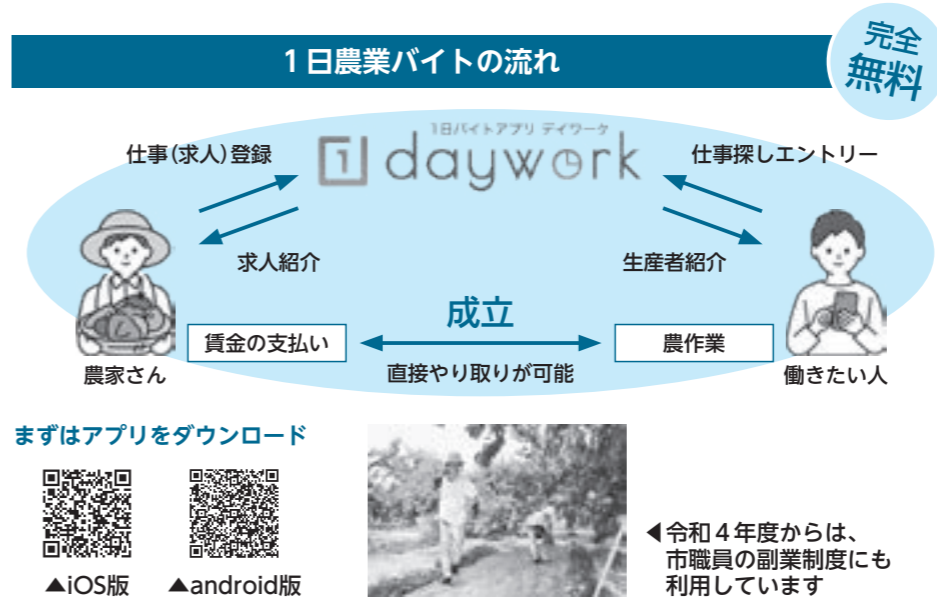 完全
無料
1日農業バイトの流れ
1日バイトアプリ デイワーク
1 daywork
仕事(求人)登録
仕事探しエントリー
求人紹介
生産者紹介
成立
賃金の支払い
農作業
直接やり取りが可能
農家さん
働きたい人
まずはアプリをダウンロード
▲iOS版
▲android版
◀令和4年度からは、
市職員の副業制度にも
利用しています